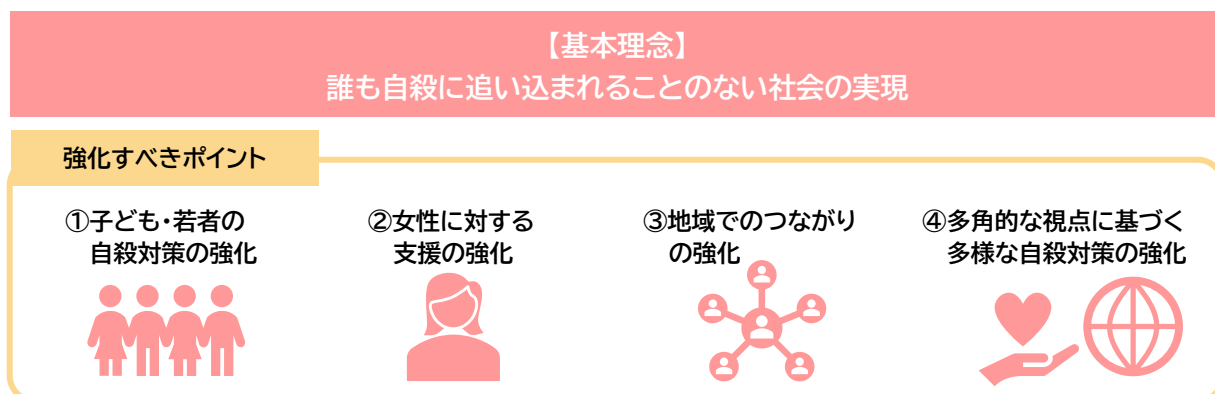 【基本理念】
誰も自殺に追い込まれることのない社会の実現
強化すべきポイント
①子ども・若者の
自殺対策の強化
②女性に対する
支援の強化
③地域でのつながり
の強化
④多角的な視点に基づく
多様な自殺対策の強化